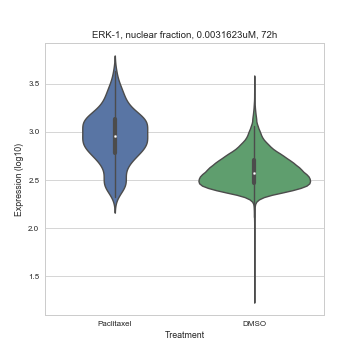 ERK-1, nuclear fraction, 0.0031623uM, 72h
3.5
3.0
2.5
2.0
1.5
Expression (log10)
Paclitaxel
DMSO
Treatment